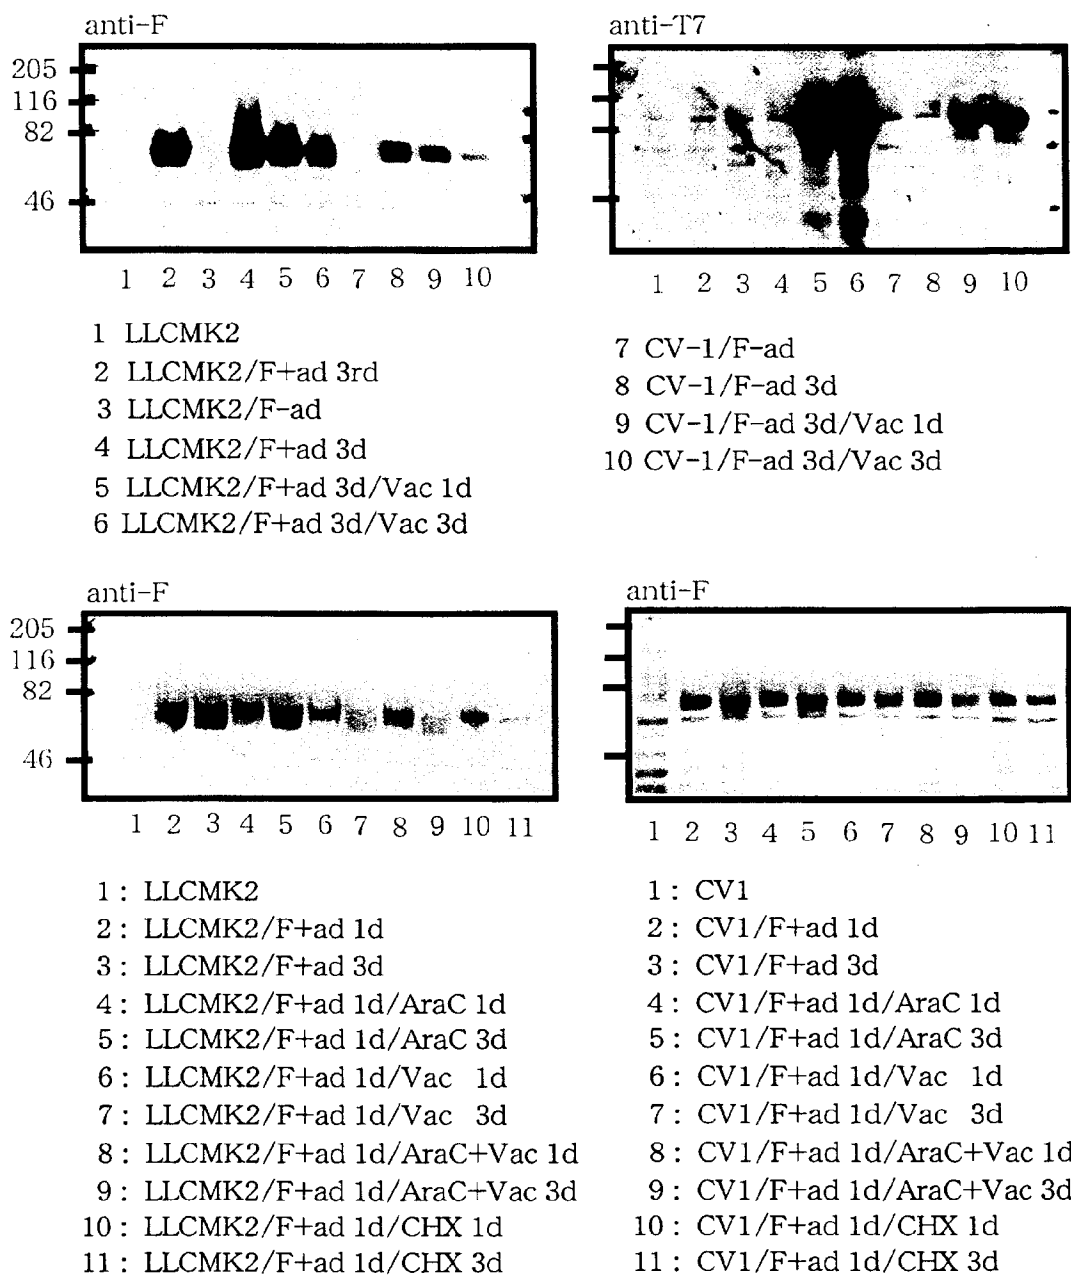 anti-F
205
116
82
46
1 2 3 4 5 6 7 8 9 10
anti-T7
1 2 3 4 5 6 7 8 9 10
1 LLCMK2
2 LLCMK2/F+ad 3rd
3 LLCMK2/F-ad
4 LLCMK2/F+ad 3d
5 LLCMK2/F+ad 3d/Vac 1d
6 LLCMK2/F+ad 3d/Vac 3d
7 CV-1/F-ad
8 CV-1/F-ad 3d
9 CV-1/F-ad 3d/Vac 1d
10 CV-1/F-ad 3d/Vac 3d
anti-F
205
116
82
46
1 2 3 4 5 6 7 8 9 10 11
anti-F
1 2 3 4 5 6 7 8 9 10 11
1 : LLCMK2
2 : LLCMK2/F+ad 1d
3 : LLCMK2/F+ad 3d
4 : LLCMK2/F+ad 1d/AraC 1d
5 : LLCMK2/F+ad 1d/AraC 3d
6 : LLCMK2/F+ad 1d/Vac 1d
7 : LLCMK2/F+ad 1d/Vac 3d
8 : LLCMK2/F+ad 1d/AraC+Vac 1d
9 : LLCMK2/F+ad 1d/AraC+Vac 3d
10 : LLCMK2/F+ad 1d/CHX 1d
11 : LLCMK2/F+ad 1d/CHX 3d
1 : CV1
2 : CV1/F+ad 1d
3 : CV1/F+ad 3d
4 : CV1/F+ad 1d/AraC 1d
5 : CV1/F+ad 1d/AraC 3d
6 : CV1/F+ad 1d/Vac 1d
7 : CV1/F+ad 1d/Vac 3d
8 : CV1/F+ad 1d/AraC+Vac 1d
9 : CV1/F+ad 1d/AraC+Vac 3d
10 : CV1/F+ad 1d/CHX 1d
11 : CV1/F+ad 1d/CHX 3d